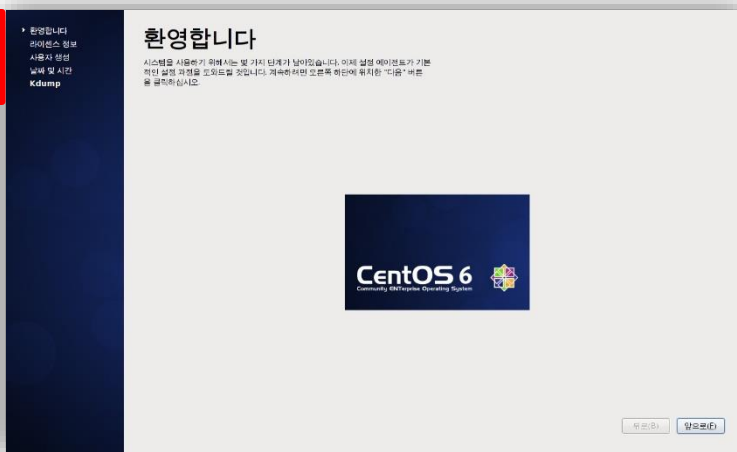 환영합니다
라이센스 정보
사용자 생성
날짜 및 시간
Kdump
환영합니다
시스템을 사용하기 위해서는 몇 가지 단계가 남아있습니다. 이제 설정 에이전트가 기본
적인 설정 과정을 도와드릴 것입니다. 계속하려면 오른쪽 하단에 위치한 "다음" 버튼
을 클릭하십시오.
CentOS 6
Community ENTerprise Operating System
뒤로(B)
앞으로(F)